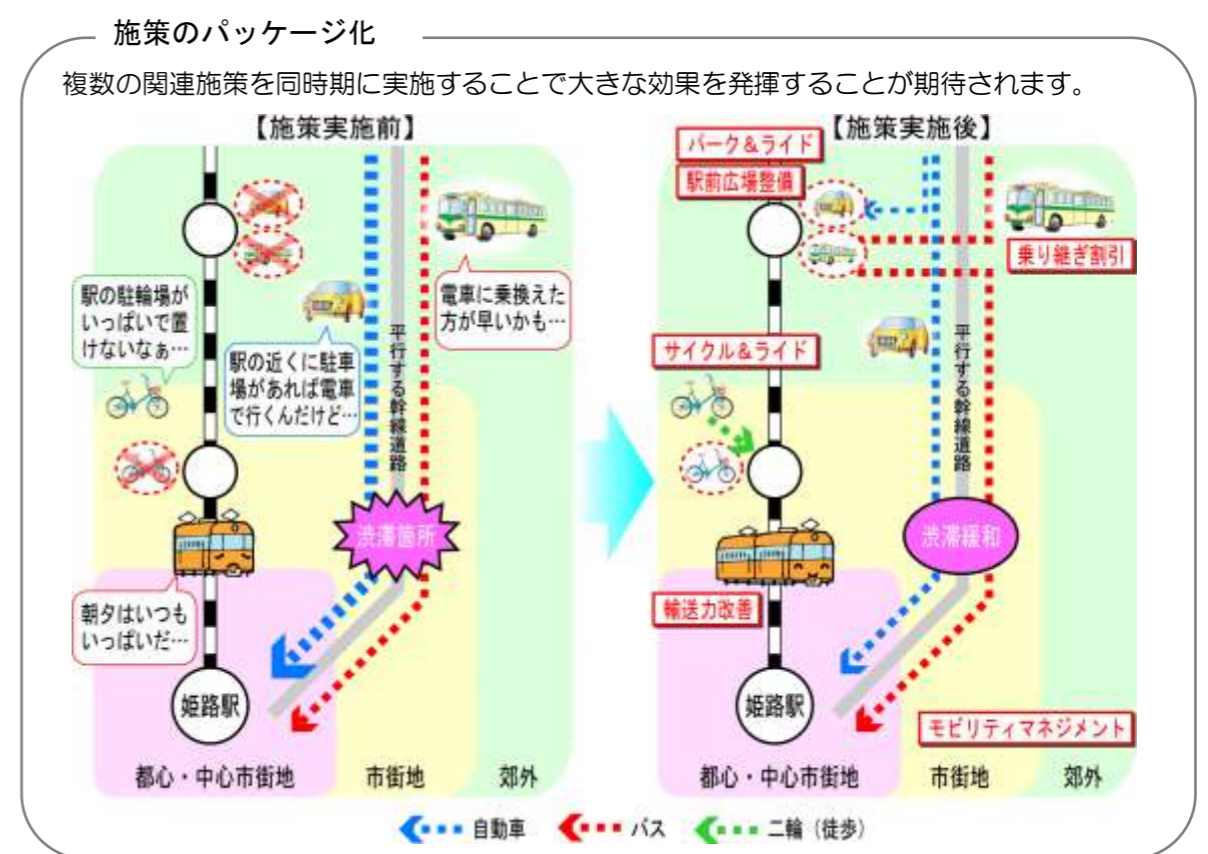 施策のパッケージ化
複数の関連施策を同時期に実施することで大きな効果を発揮することが期待されます。
【施策実施前】
駅の駐輪場が
いっぱいで置
けないなぁ…
駅の近くに駐車
場があれば電車
で行くんだけど…
電車に乗換えた
方が早いかも…
平行する幹線道路
渋滞箇所
朝夕はいつも
いっぱいだ…
姫路駅
都心・中心市街地
市街地
郊外
【施策実施後】
パーク&ライド
駅前広場整備
乗り継ぎ割引
サイクル&ライド
平行する幹線道路
渋滞緩和
輸送力改善
姫路駅
モビリティマネジメント
都心・中心市街地
市街地
郊外
自動車
バス
二輪（徒歩）